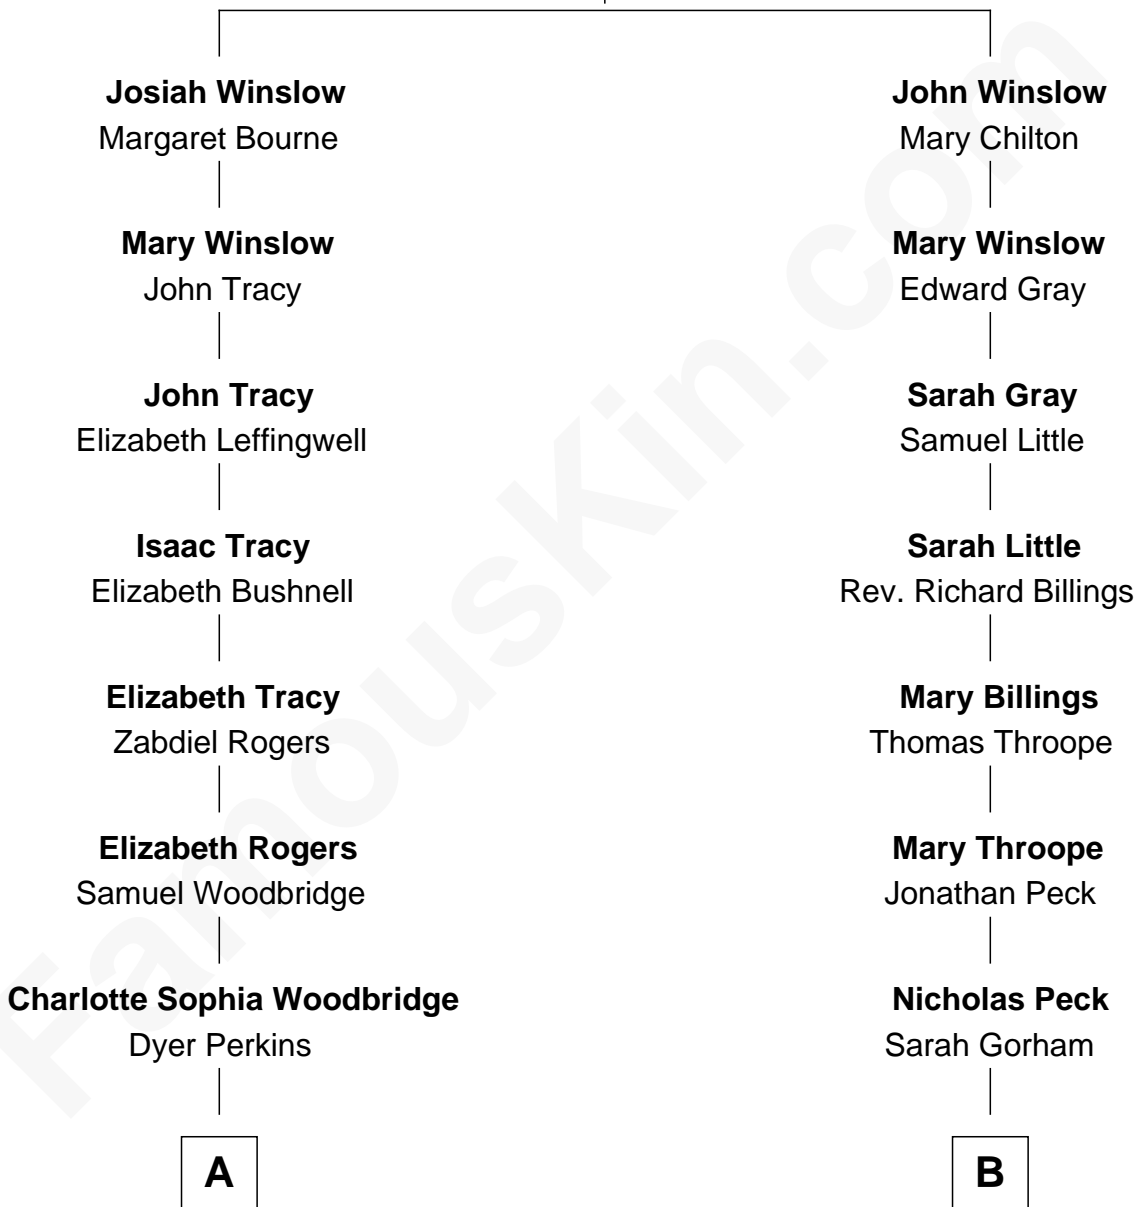 Josiah Winslow
Margaret Bourne
Mary Winslow
John Tracy
John Tracy
Elizabeth Leffingwell
Isaac Tracy
Elizabeth Bushnell
Elizabeth Tracy
Zabdiel Rogers
Elizabeth Rogers
Samuel Woodbridge
Charlotte Sophia Woodbridge
Dyer Perkins
A
John Winslow
Mary Chilton
Mary Winslow
Edward Gray
Sarah Gray
Samuel Little
Sarah Little
Rev. Richard Billings
Mary Billings
Thomas Throope
Mary Throope
Jonathan Peck
Nicholas Peck
Sarah Gorham
B
FamousKin.com